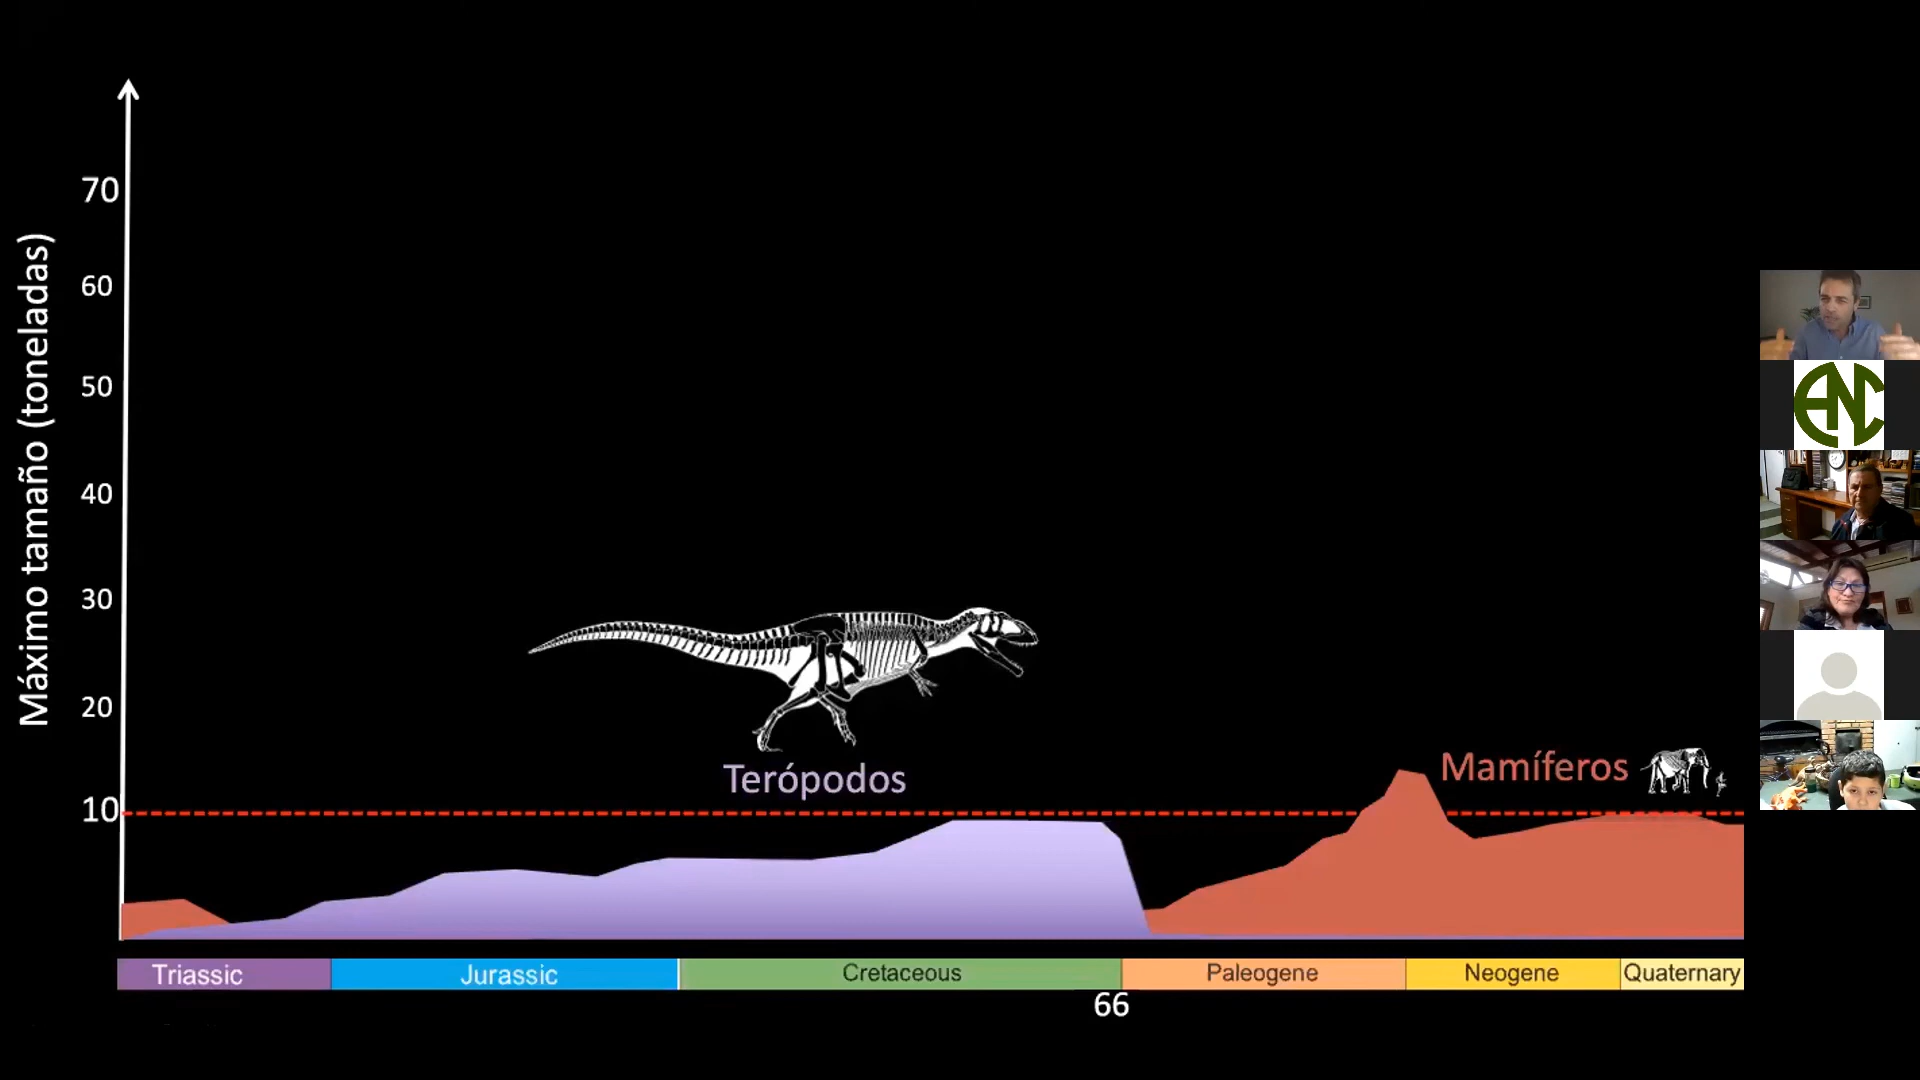 Máximo tamaño (toneladas)
70
60
50
40
30
20
10
Terópodos
Mamíferos
Triassic
Jurassic
Cretaceous
Paleogene
Neogene
Quaternary
66
ENC